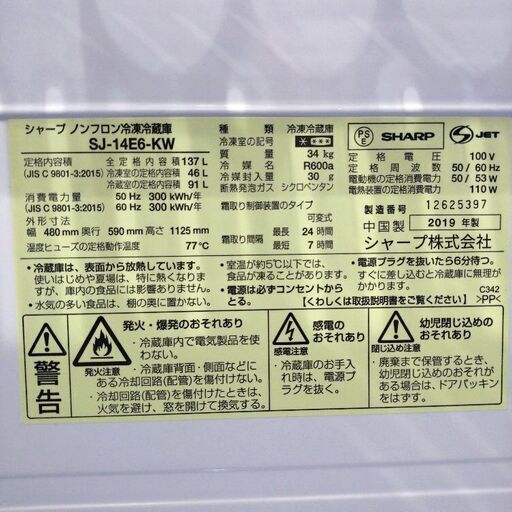 シャープ ノンフロン冷凍冷蔵庫
SJ-14E6-KW
定格内容積 全定格内容積 137 L
(JIS C 9801-3:2015) 冷凍室の定格内容積 46 L
冷蔵室の定格内容積 91 L
消費電力量 50 Hz 300 kWh/年
(JIS C 9801-3:2015) 60 Hz 300 kWh/年
外形寸法
幅 480 mm 奥行 590 mm 高さ 1125 mm
温度ヒューズの定格動作温度 77℃
種類 冷凍冷蔵庫
冷凍室の記号
質量 34 kg
冷媒名 R600a
冷媒封入量 30 g
断熱発泡ガス シクロペンタン
霜取り制御装置のタイプ
可変式
霜取り間隔 最長 24 時間
最短 7 時間
PSE SHARP S JET
定格電圧 100 V
定格周波数 50 / 60 Hz
電動機の定格消費電力 50 / 53 W
電熱装置の定格消費電力 110 W
製造番号 12625397
中国製 2019 年製
シャープ株式会社
• 冷蔵庫は、表面から放熱しています。
使いはじめや夏場は、特に熱く感じられますが、庫内の食品には影響ありません。
• 水気の多い食品は、棚の奥に置かない。
• 室温が約5℃以下では、食品が凍ることがあります。
• 電源は必ずコンセントからとる。
• 電源プラグを抜いたら6分待つ。
すぐに差し込むと冷蔵庫に無理がかかります。
【くわしくは取扱説明書をご覧ください】
C342
>PP<
警告
発火・爆発のおそれあり
発火注意
• 冷蔵庫内で電気製品を使わない。
• 冷蔵庫背面・側面などにある冷却回路(配管)を傷付けない。
• 冷却回路(配管)を傷付けたときは、火気を避け、窓を開けて換気する。
感電のおそれあり
感電注意
• 冷蔵庫のお手入れ時は、電源プラグを抜く。
幼児閉じ込めのおそれあり
閉じ込め注意
• 廃棄まで保管するとき、幼児閉じ込めのおそれがある場合は、ドアパッキンをはずす。